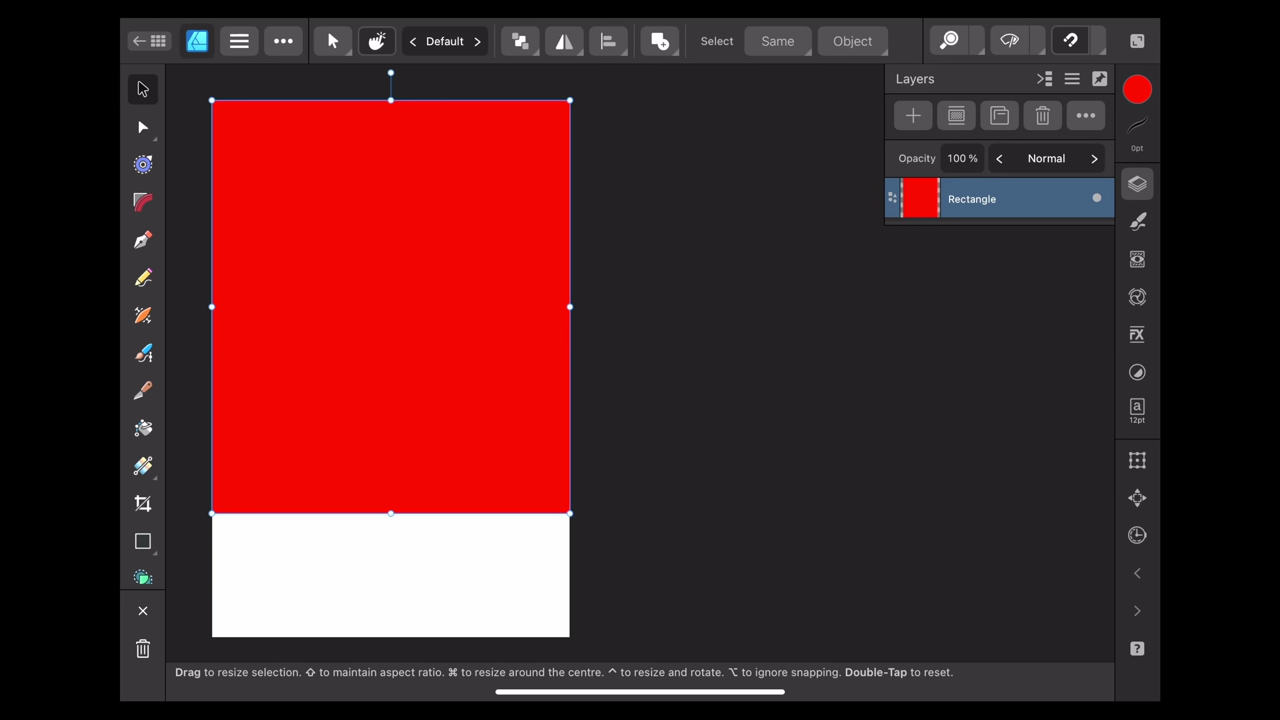 Default
Select
Same
Object
Layers
0pt
Opacity
100 %
Normal
Rectangle
FX
a
12pt
?
Drag to resize selection. ⇧ to maintain aspect ratio. ⌘ to resize around the centre. ^ to resize and rotate. ⌥ to ignore snapping. Double-Tap to reset.